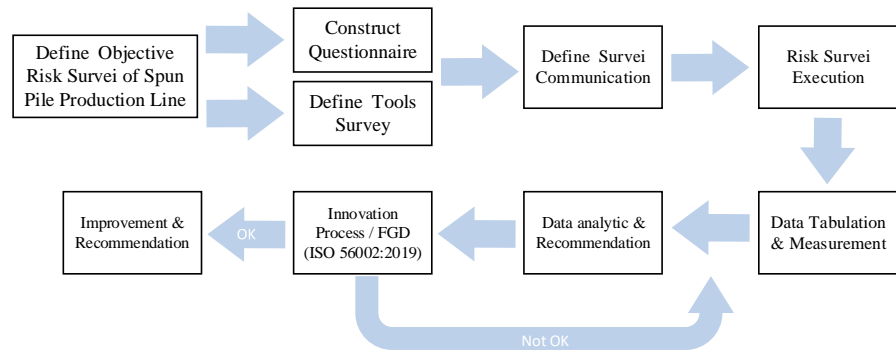 Define Objective
Risk Survei of Spun
Pile Production Line
Construct
Questionnaire
Define Tools
Survey
Define Survei
Communication
Risk Survei
Execution
Data Tabulation
& Measurement
Data analytic &
Recommendation
Innovation
Process / FGD
(ISO 56002:2019)
OK
Improvement &
Recommendation
Not OK